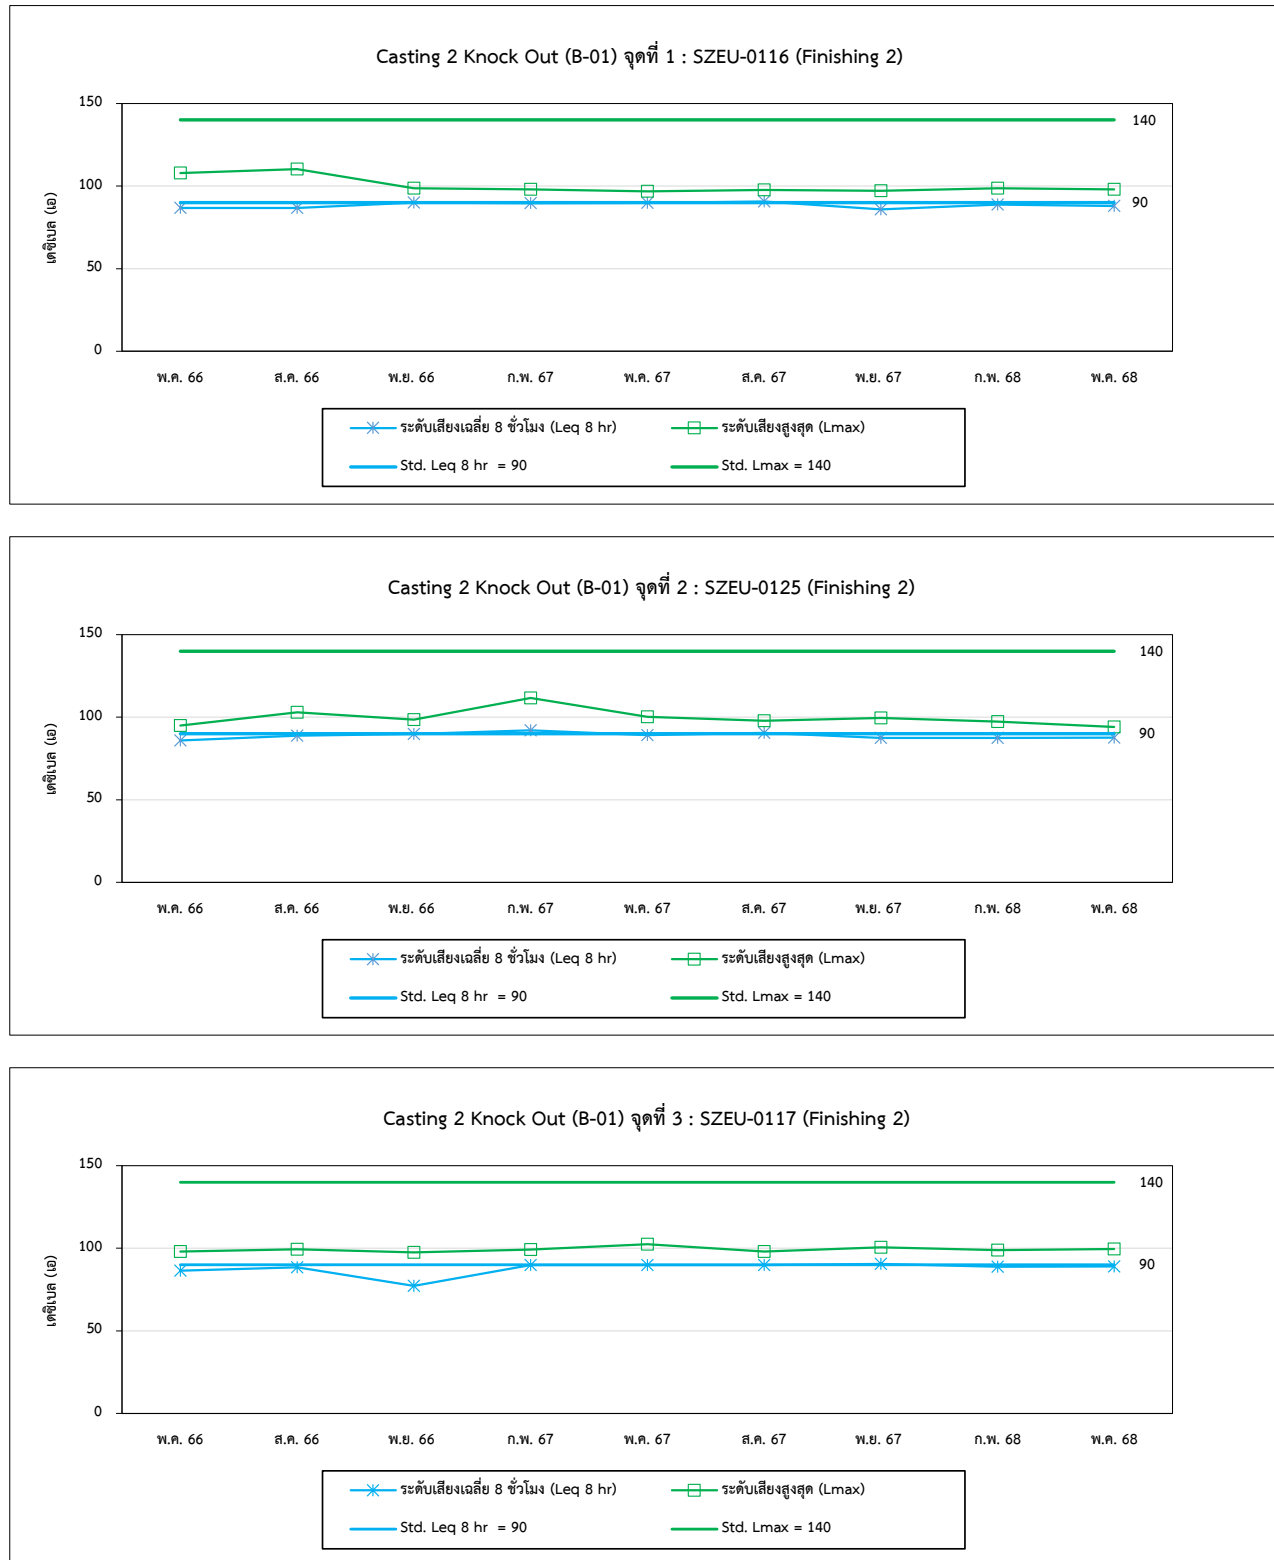 Casting 2 Knock Out (B-01) จุดที่ 1 : SZEU-0116 (Finishing 2)
150
140
100
90
50
0
เดซิเบล (เอ)
พ.ค. 66 ส.ค. 66 พ.ย. 66 ก.พ. 67 พ.ค. 67 ส.ค. 67 พ.ย. 67 ก.พ. 68 พ.ค. 68
ระดับเสียงเฉลี่ย 8 ชั่วโมง (Leq 8 hr) ระดับเสียงสูงสุด (Lmax)
Std. Leq 8 hr = 90 Std. Lmax = 140
Casting 2 Knock Out (B-01) จุดที่ 2 : SZEU-0125 (Finishing 2)
150
140
100
90
50
0
เดซิเบล (เอ)
พ.ค. 66 ส.ค. 66 พ.ย. 66 ก.พ. 67 พ.ค. 67 ส.ค. 67 พ.ย. 67 ก.พ. 68 พ.ค. 68
ระดับเสียงเฉลี่ย 8 ชั่วโมง (Leq 8 hr) ระดับเสียงสูงสุด (Lmax)
Std. Leq 8 hr = 90 Std. Lmax = 140
Casting 2 Knock Out (B-01) จุดที่ 3 : SZEU-0117 (Finishing 2)
150
140
100
90
50
0
เดซิเบล (เอ)
พ.ค. 66 ส.ค. 66 พ.ย. 66 ก.พ. 67 พ.ค. 67 ส.ค. 67 พ.ย. 67 ก.พ. 68 พ.ค. 68
ระดับเสียงเฉลี่ย 8 ชั่วโมง (Leq 8 hr) ระดับเสียงสูงสุด (Lmax)
Std. Leq 8 hr = 90 Std. Lmax = 140